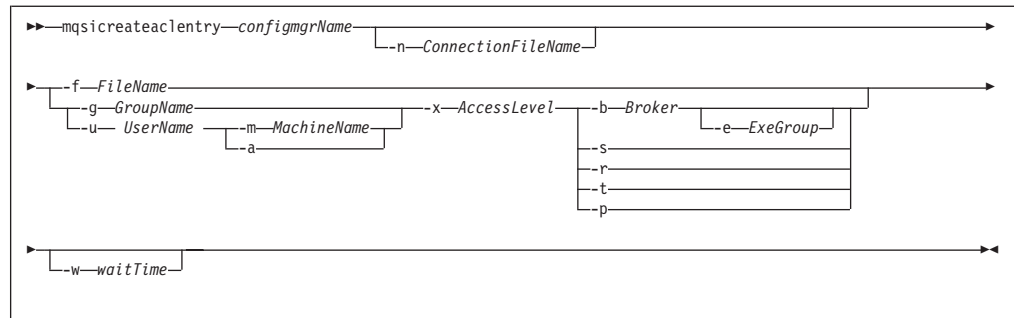 mqsicreateaclentry configmgrName
-n ConnectionFileName
-f FileName
-g GroupName -x AccessLevel -b Broker
-u UserName -m MachineName -e ExeGroup
-a -s
-r
-t
-p
-w waitTime